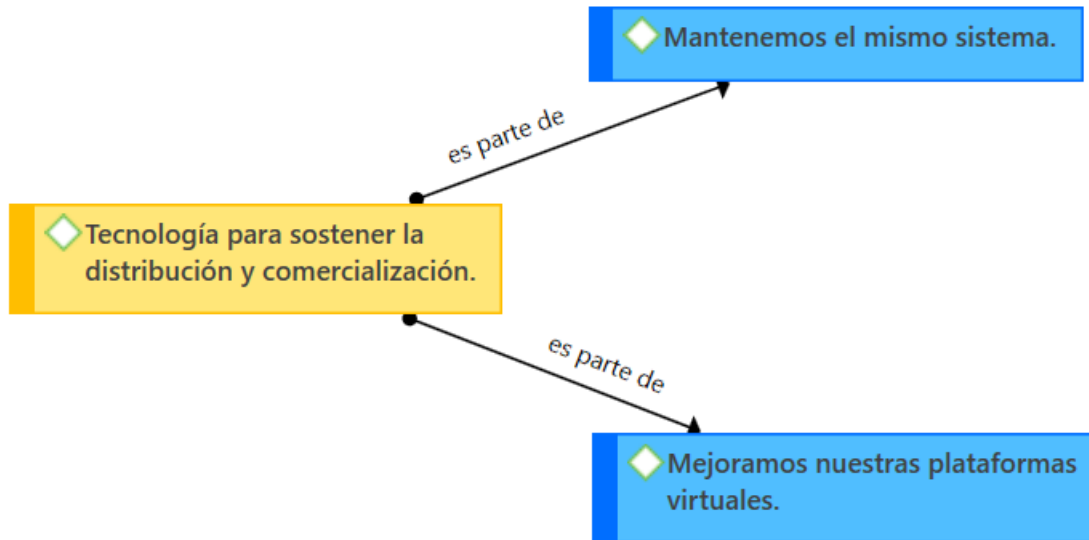 Mantenemos el mismo sistema.
es parte de
Tecnología para sostener la
distribución y comercialización.
es parte de
Mejoramos nuestras plataformas
virtuales.